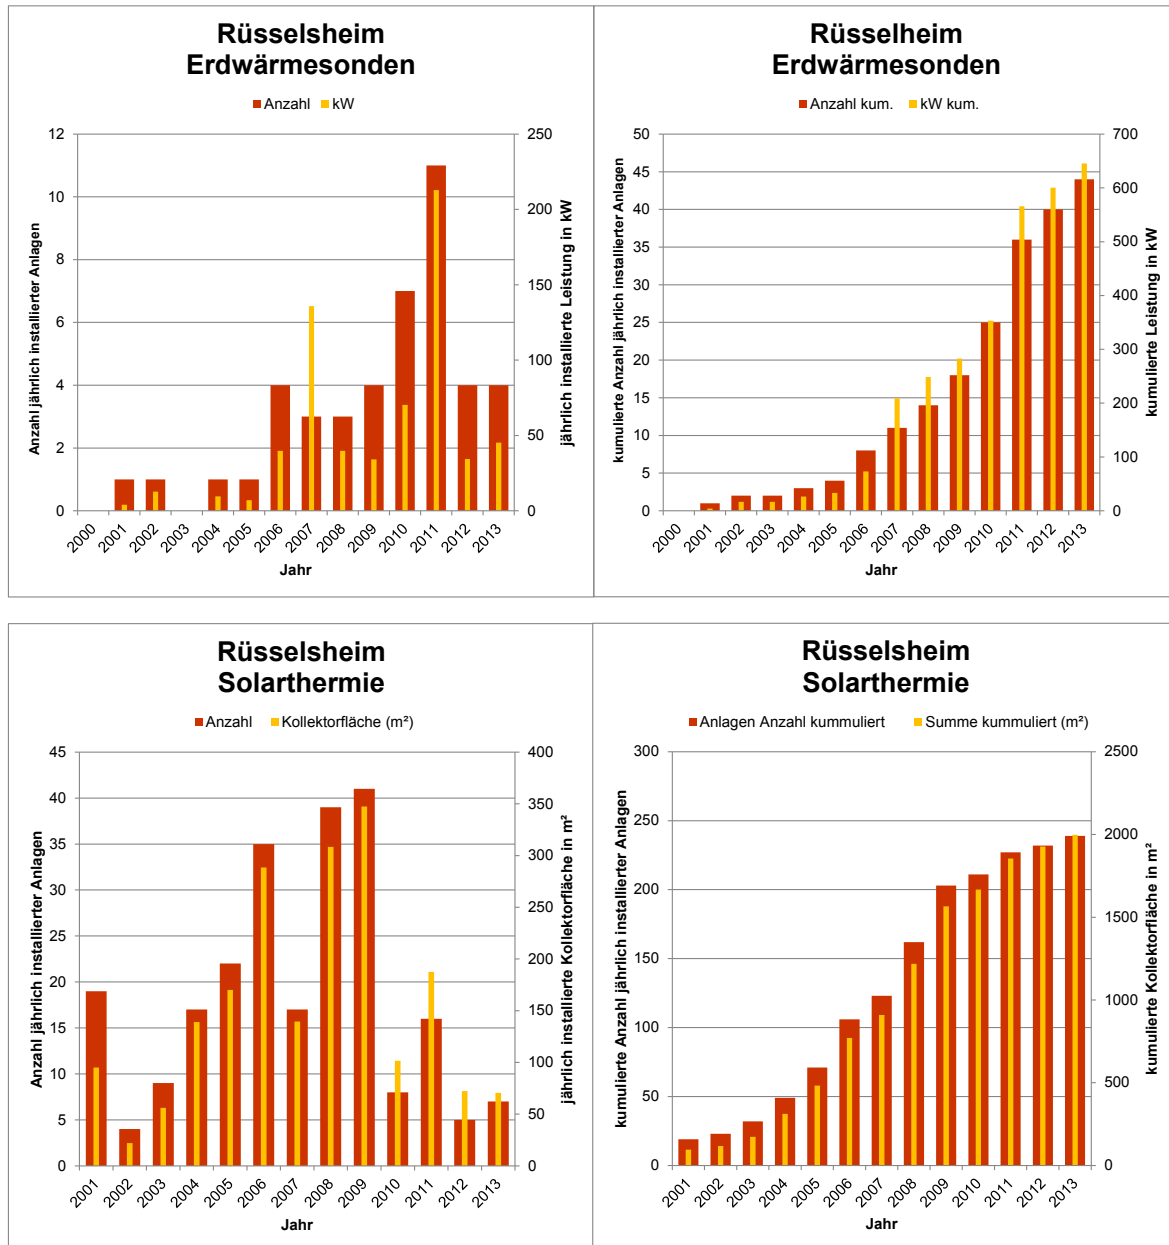 Rüsselsheim
Erdwärmesonden
Anzahl kW
Anzahl jährlich installierter Anlagen
12
10
8
6
4
2
0
250
200
150
100
50
0
jährlich installierte Leistung in kW
2000 2001 2002 2003 2004 2005 2006 2007 2008 2009 2010 2011 2012 2013
Jahr
Rüsselheim
Erdwärmesonden
Anzahl kum. kW kum.
kumulierte Anzahl jährlich installierter Anlagen
50
45
40
35
30
25
20
15
10
5
0
700
600
500
400
300
200
100
0
kumulierte Leistung in kW
2000 2001 2002 2003 2004 2005 2006 2007 2008 2009 2010 2011 2012 2013
Jahr
Rüsselsheim
Solarthermie
Anzahl Kollektorfläche (m²)
Anzahl jährlich installierter Anlagen
45
40
35
30
25
20
15
10
5
0
400
350
300
250
200
150
100
50
0
jährlich installierte Kollektorfläche in m²
2001 2002 2003 2004 2005 2006 2007 2008 2009 2010 2011 2012 2013
Jahr
Rüsselsheim
Solarthermie
Anlagen Anzahl kummuliert Summe kummuliert (m²)
kumulierte Anzahl jährlich installierter Anlagen
300
250
200
150
100
50
0
2500
2000
1500
1000
500
0
kumulierte Kollektorfläche in m²
2001 2002 2003 2004 2005 2006 2007 2008 2009 2010 2011 2012 2013
Jahr